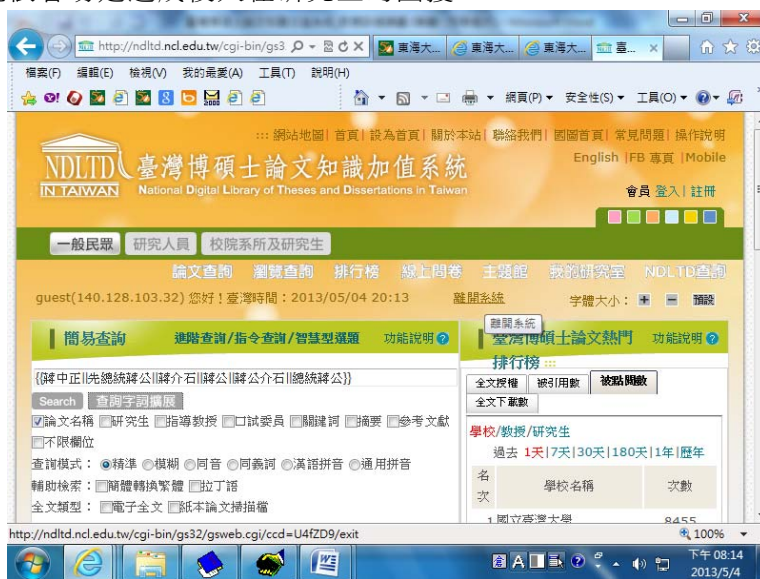 http://ndltd.ncl.edu.tw/cgi-bin/gs3
東海大...
東海大...
東海大...
臺...
檔案(F) 編輯(E) 檢視(V) 我的最愛(A) 工具(T) 說明(H)
網頁(P) 安全性(S) 工具(O)
::: 網站地圖| 首頁| 設為首頁| 關於本站| 聯絡我們| 國圖首頁| 常見問題| 操作說明
English |FB 專頁 |Mobile
NDLTD IN TAIWAN
臺灣博碩士論文知識加值系統
National Digital Library of Theses and Dissertations in Taiwan
會員 登入| 註冊
一般民眾 研究人員 校院系所及研究生
論文查詢 瀏覽查詢 排行榜 線上問卷 主題館 我的研究室 NDLTD查詢
guest(140.128.103.32) 您好！臺灣時間：2013/05/04 20:13 離開系統 字體大小： 預設
離開系統
簡易查詢 進階查詢/指令查詢/智慧型選題 功能說明
{{蔣中正||先總統蔣公||蔣介石||蔣公||蔣公介石||總統蔣公}}
Search 查詢字詞擴展
論文名稱 研究生 指導教授 口試委員 關鍵詞 摘要 參考文獻
不限欄位
查詢模式： 精準 模糊 同音 同義詞 漢語拼音 通用拼音
輔助檢索： 簡體轉換繁體 拉丁語
全文類型： 電子全文 紙本論文掃描檔
臺灣博碩士論文熱門排行榜 ::: 功能說明
全文授權 被引用數 被點閱數
全文下載數
學校/教授/研究生
過去 1天|7天|30天|180天|1年|歷年
名次 學校名稱 次數
1 國立臺灣大學 8455
http://ndltd.ncl.edu.tw/cgi-bin/gs32/gsweb.cgi/ccd=U4fZD9/exit
100%
下午 08:14
2013/5/4